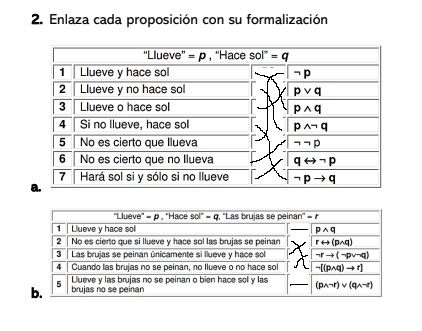 2. Enlaza cada proposición con su formalización
"Llueve" = p , "Hace sol" = q
1 Llueve y hace sol ¬ p
2 Llueve y no hace sol p ∨ q
3 Llueve o hace sol p ∧ q
4 Si no llueve, hace sol p ∧¬ q
5 No es cierto que llueva ¬ ¬ p
6 No es cierto que no llueva q ↔ ¬ p
7 Hará sol si y sólo si no llueve ¬ p → q
a.
"Llueve" = p , "Hace sol" = q, "Las brujas se peinan" = r
1 Llueve y hace sol p ∧ q
2 No es cierto que si llueve y hace sol las brujas se peinan r ↔ (p∧q)
3 Las brujas se peinan únicamente si llueve y hace sol ¬r → ( ¬p∨¬q)
4 Cuando las brujas no se peinan, no llueve o no hace sol ¬[(p∧q) → r]
5 Llueve y las brujas no se peinan o bien hace sol y las
brujas no se peinan (p∧¬r) ∨ (q∧¬r)
b.